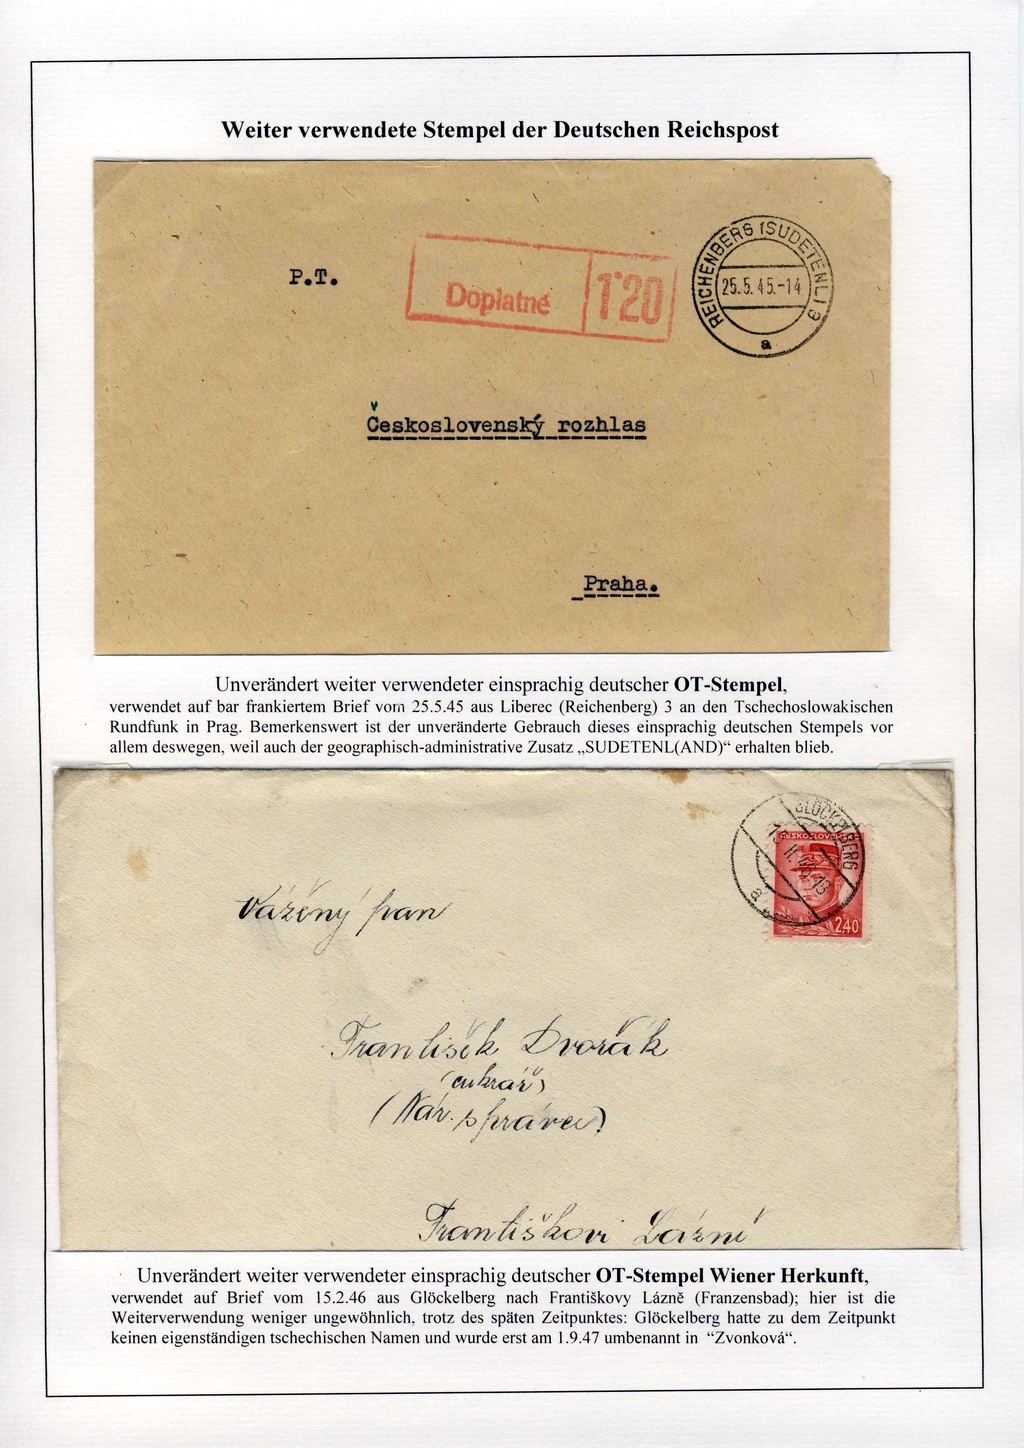 Weiter verwendete Stempel der Deutschen Reichspost
P.T.
Doplatné 1·20
REICHENBERG (SUDETENL) 3
25.5.45.-14
a
Československý rozhlas
Praha.
Unverändert weiter verwendeter einsprachig deutscher OT-Stempel,
verwendet auf bar frankiertem Brief vom 25.5.45 aus Liberec (Reichenberg) 3 an den Tschechoslowakischen
Rundfunk in Prag. Bemerkenswert ist der unveränderte Gebrauch dieses einsprachig deutschen Stempels vor
allem deswegen, weil auch der geographisch-administrative Zusatz „SUDETENL(AND)“ erhalten blieb.
GLÖCKELBERG
a
ČESKOSLOV
2,40
Vážený pan
František Dvořák
(cukrář)
(Nár. správce)
Františkovi Lázně
Unverändert weiter verwendeter einsprachig deutscher OT-Stempel Wiener Herkunft,
verwendet auf Brief vom 15.2.46 aus Glöckelberg nach Františkovy Lázně (Franzensbad); hier ist die
Weiterverwendung weniger ungewöhnlich, trotz des späten Zeitpunktes: Glöckelberg hatte zu dem Zeitpunkt
keinen eigenständigen tschechischen Namen und wurde erst am 1.9.47 umbenannt in “Zvonková“.